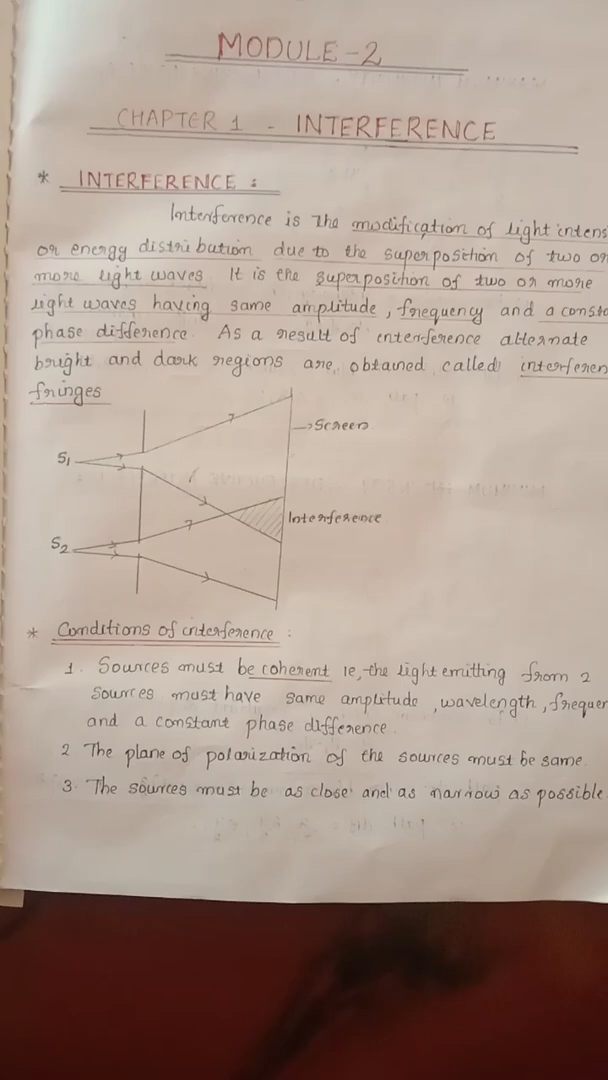 MODULE - 2
CHAPTER 1 - INTERFERENCE
* INTERFERENCE :
Interference is the modification of light intens
or energy distribution due to the superposition of two or
more light waves. It is the superposition of two or more
light waves having same amplitude, frequency and a consta
phase difference. As a result of interference alternate
bright and dark regions are obtained called interferen
fringes
S1
→ Screen
Interference
S2
* Conditions of interference :
1. Sources must be coherent ie, the light emitting from 2
sources must have same amplitude, wavelength, frequen
and a constant phase difference.
2 The plane of polarization of the sources must be same
3. The sources must be as close and as narrow as possible